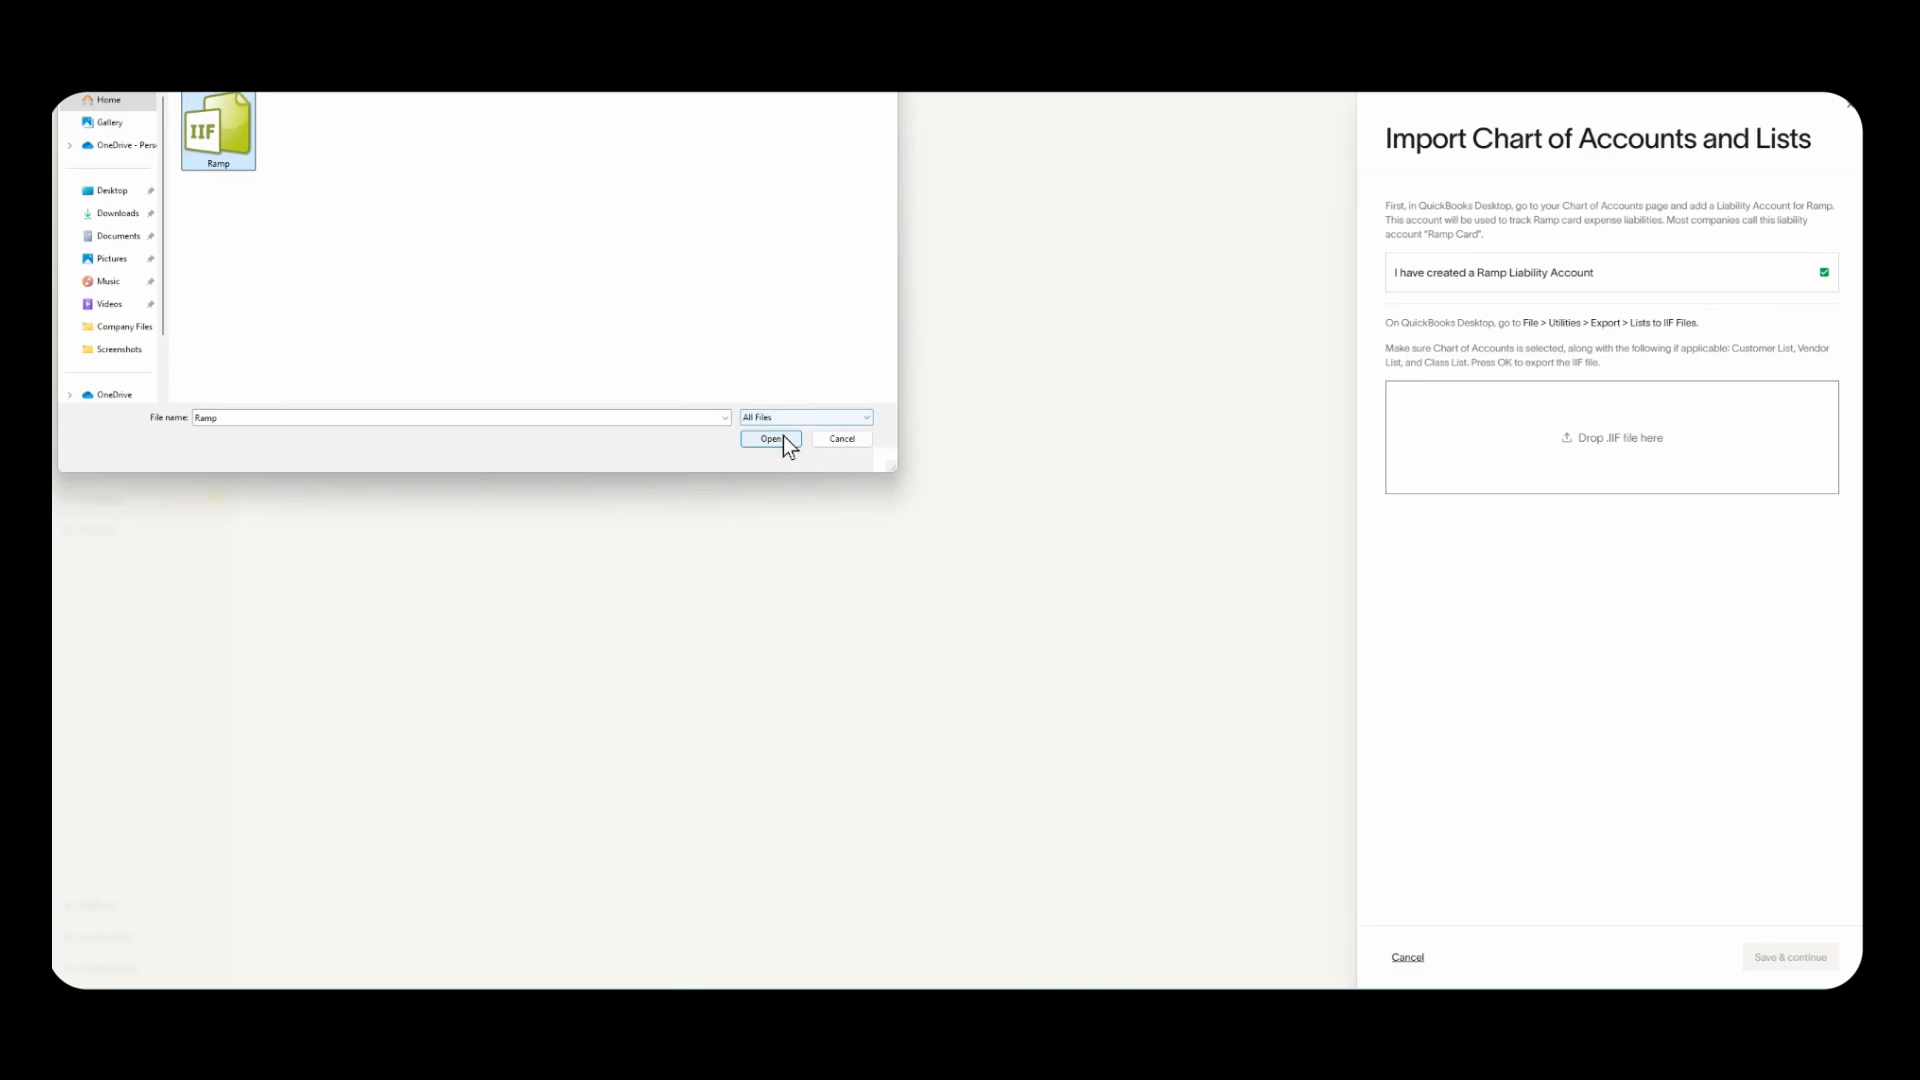 Home
Gallery
OneDrive - Pers
Desktop
Downloads
Documents
Pictures
Music
Videos
Company Files
Screenshots
OneDrive
IIF
Ramp
File name: Ramp
All Files
Open
Cancel
Import Chart of Accounts and Lists
First, in QuickBooks Desktop, go to your Chart of Accounts page and add a Liability Account for Ramp.
This account will be used to track Ramp card expense liabilities. Most companies call this liability
account "Ramp Card".
I have created a Ramp Liability Account
On QuickBooks Desktop, go to File > Utilities > Export > Lists to IIF Files.
Make sure Chart of Accounts is selected, along with the following if applicable: Customer List, Vendor
List, and Class List. Press OK to export the IIF file.
Drop .IIF file here
Cancel
Save & continue